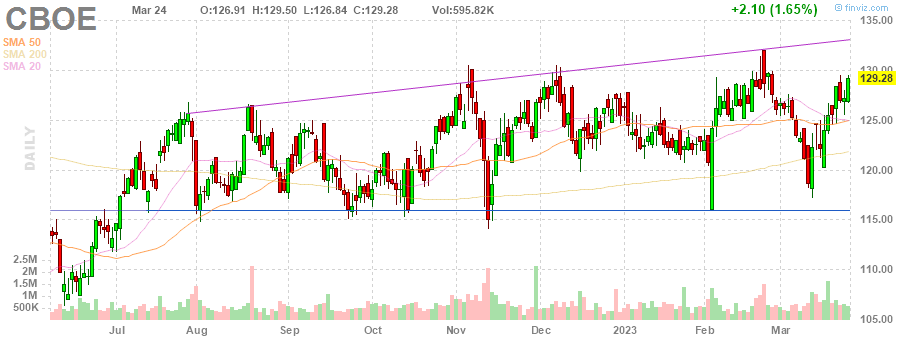 CBOE
Mar 24 O:126.91 H:129.50 L:126.84 C:129.28 Vol:595.82K +2.10 (1.65%) © finviz.com
SMA 50
SMA 200
SMA 20
DAILY
135.00
130.00
129.28
125.00
120.00
115.00
110.00
105.00
2.5M
2M
1.5M
1M
500K
Jul Aug Sep Oct Nov Dec 2023 Feb Mar